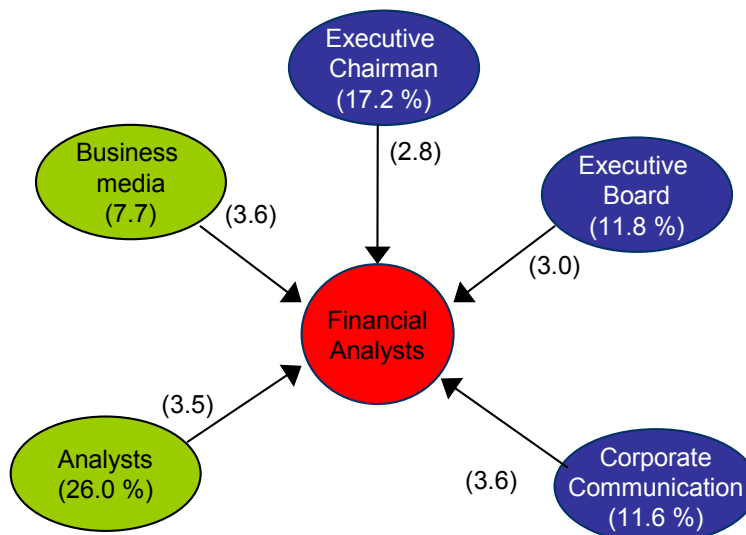 Executive
Chairman
(17.2 %)
(2.8)
Business
media
(7.7)
(3.6)
Executive
Board
(11.8 %)
(3.0)
Financial
Analysts
(3.5)
Analysts
(26.0 %)
(3.6)
Corporate
Communication
(11.6 %)